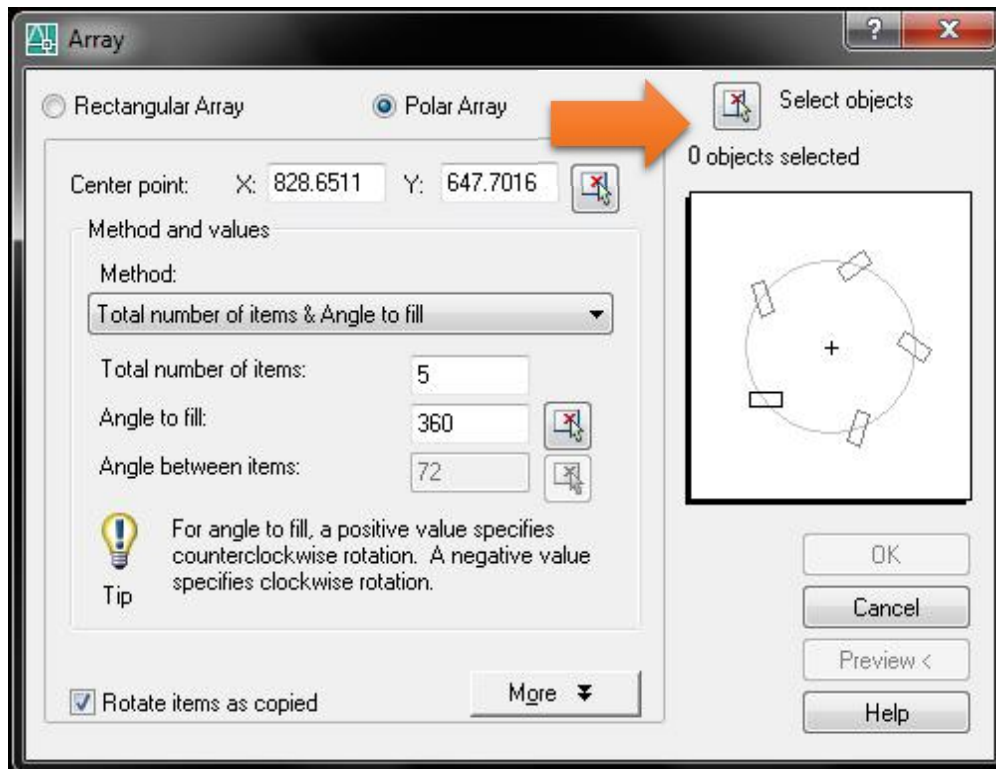 Array
?
Rectangular Array
Polar Array
Select objects
0 objects selected
Center point: X: 828.6511 Y: 647.7016
Method and values
Method:
Total number of items & Angle to fill
Total number of items: 5
Angle to fill: 360
Angle between items: 72
For angle to fill, a positive value specifies
counterclockwise rotation. A negative value
specifies clockwise rotation.
Tip
Rotate items as copied
More
OK
Cancel
Preview <
Help